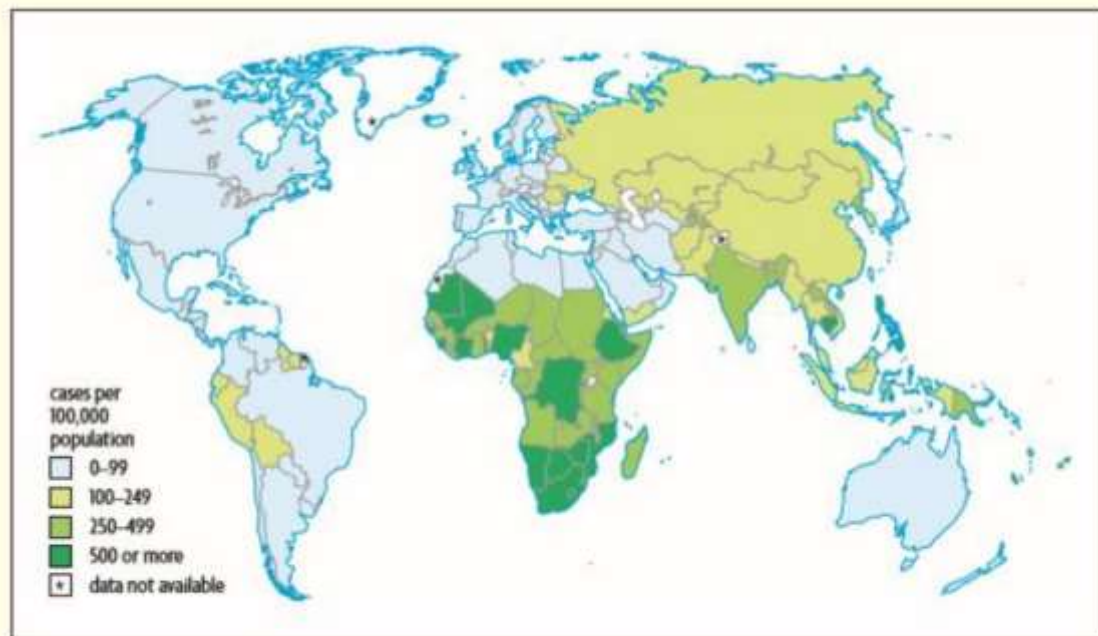 cases per
100,000
population
0–99
100–249
250–499
500 or more
* data not available